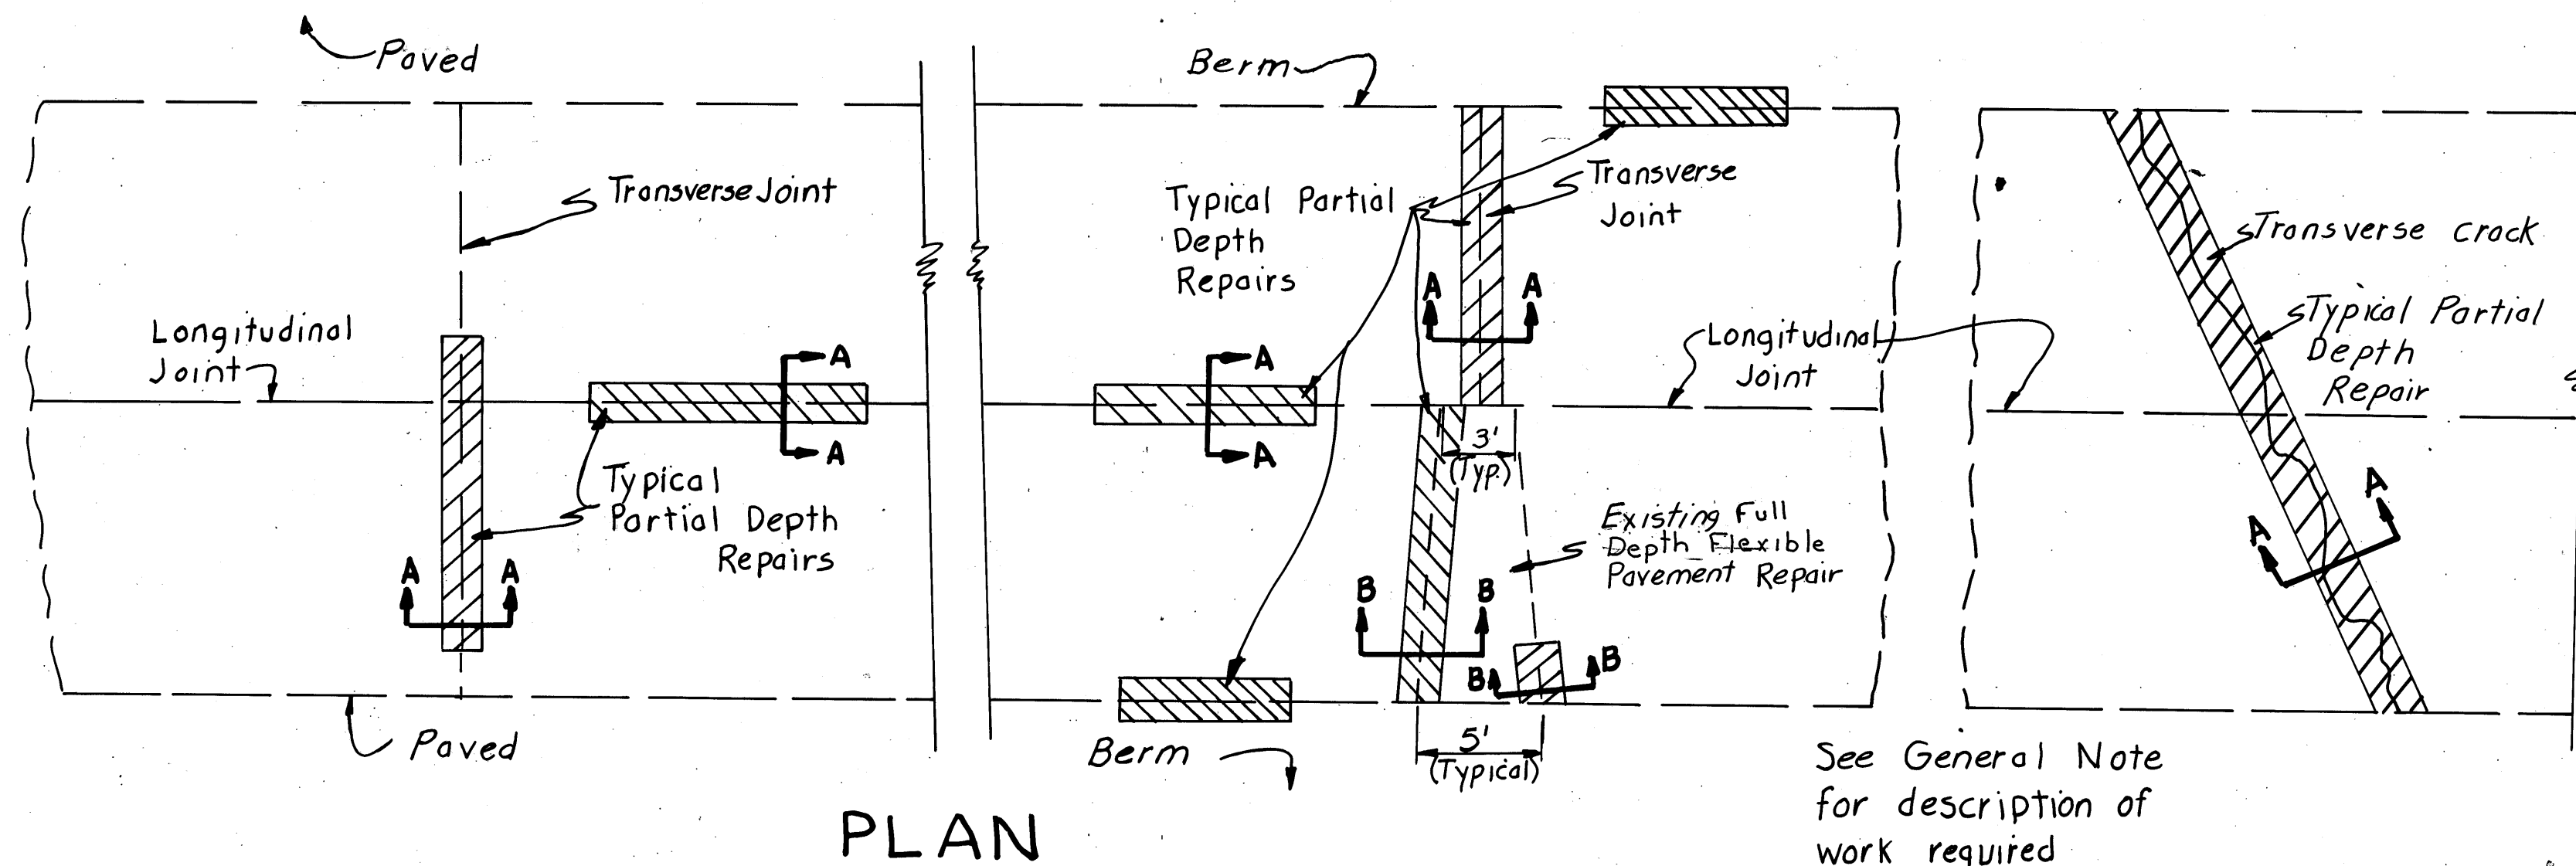 Paved
Berm
Transverse Joint
Longitudinal
Joint
A
A
Typical
Partial Depth
Repairs
A
A
Paved
Typical Partial
Depth
Repairs
Transverse
Joint
A
A
A
A
Longitudinal
Joint
3'
(Typ.)
Existing Full
Depth Flexible
Pavement Repair
B
B
B
B
Berm
5'
(Typical)
Transverse crack
Typical Partial
Depth
Repair
A
A
See General Note
for description of
work required
PLAN